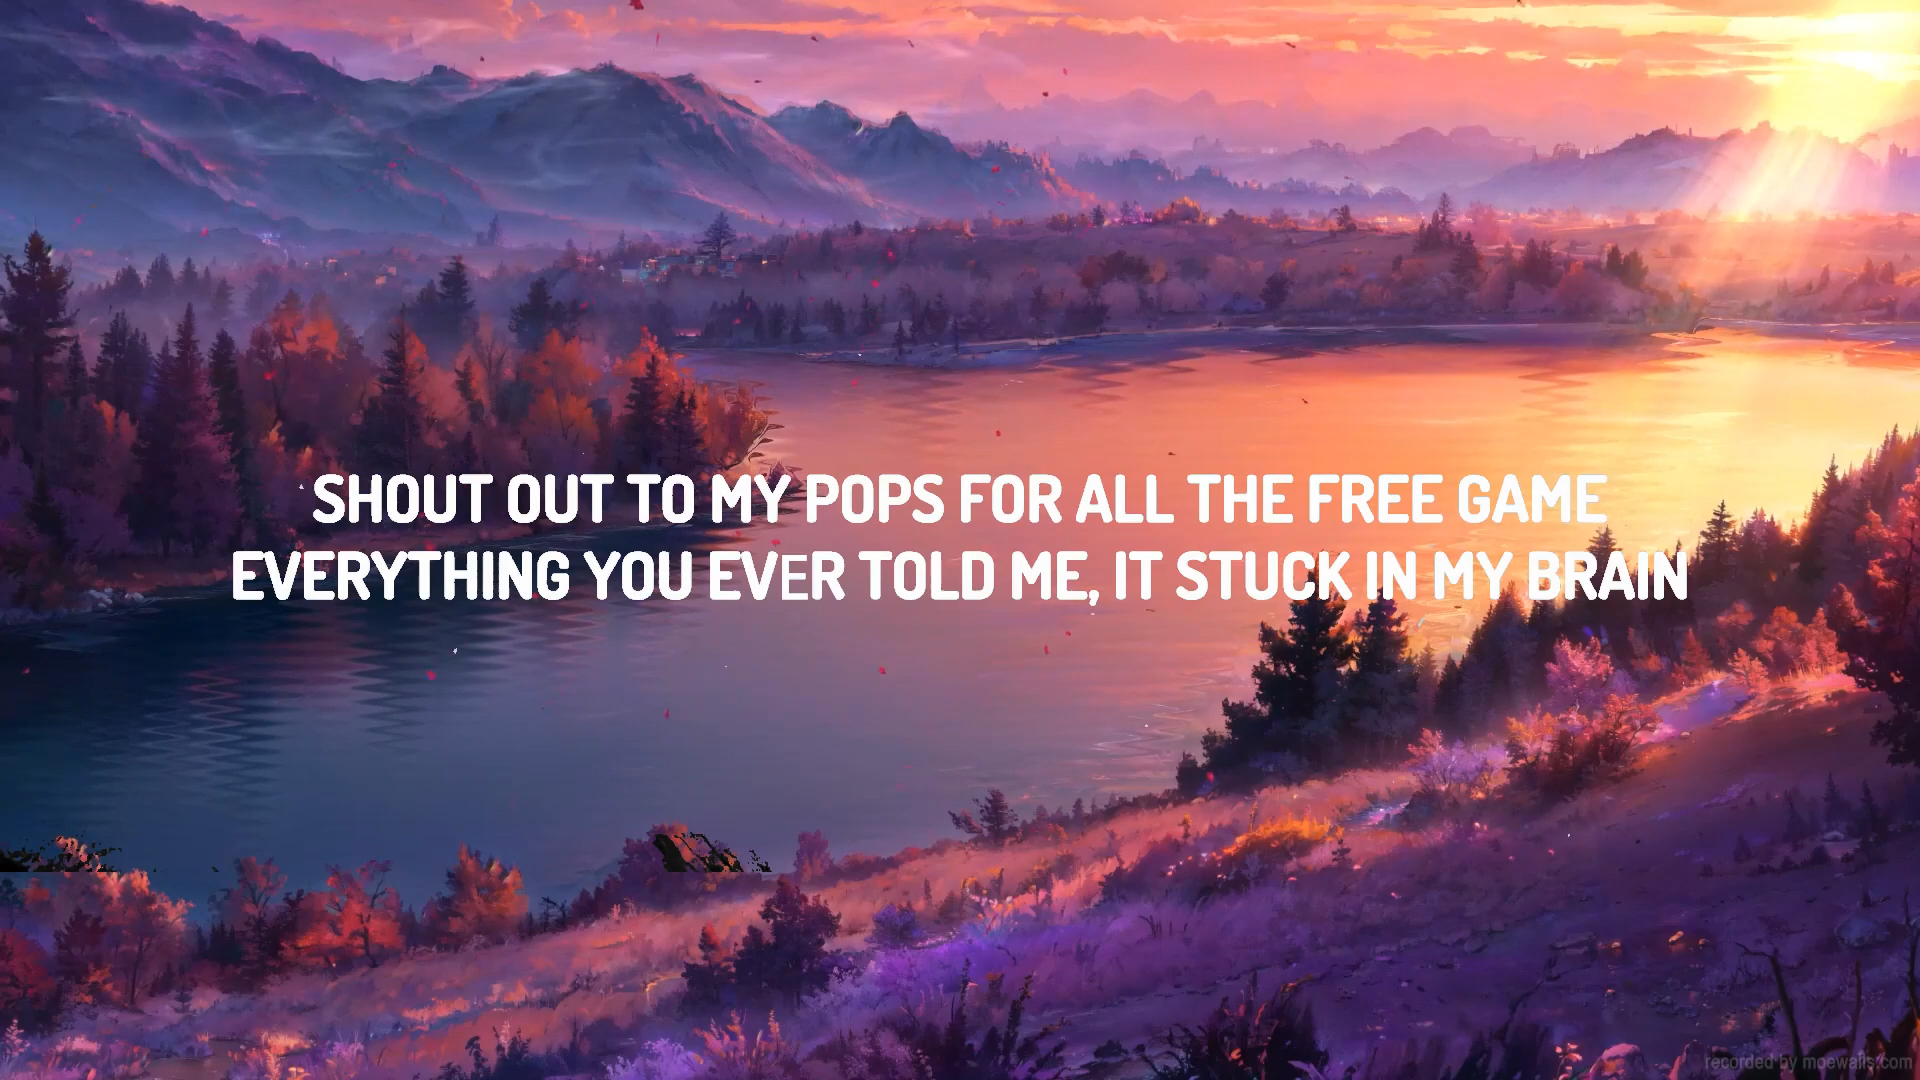 SHOUT OUT TO MY POPS FOR ALL THE FREE GAME
EVERYTHING YOU EVER TOLD ME, IT STUCK IN MY BRAIN
recorded by moewalls.com